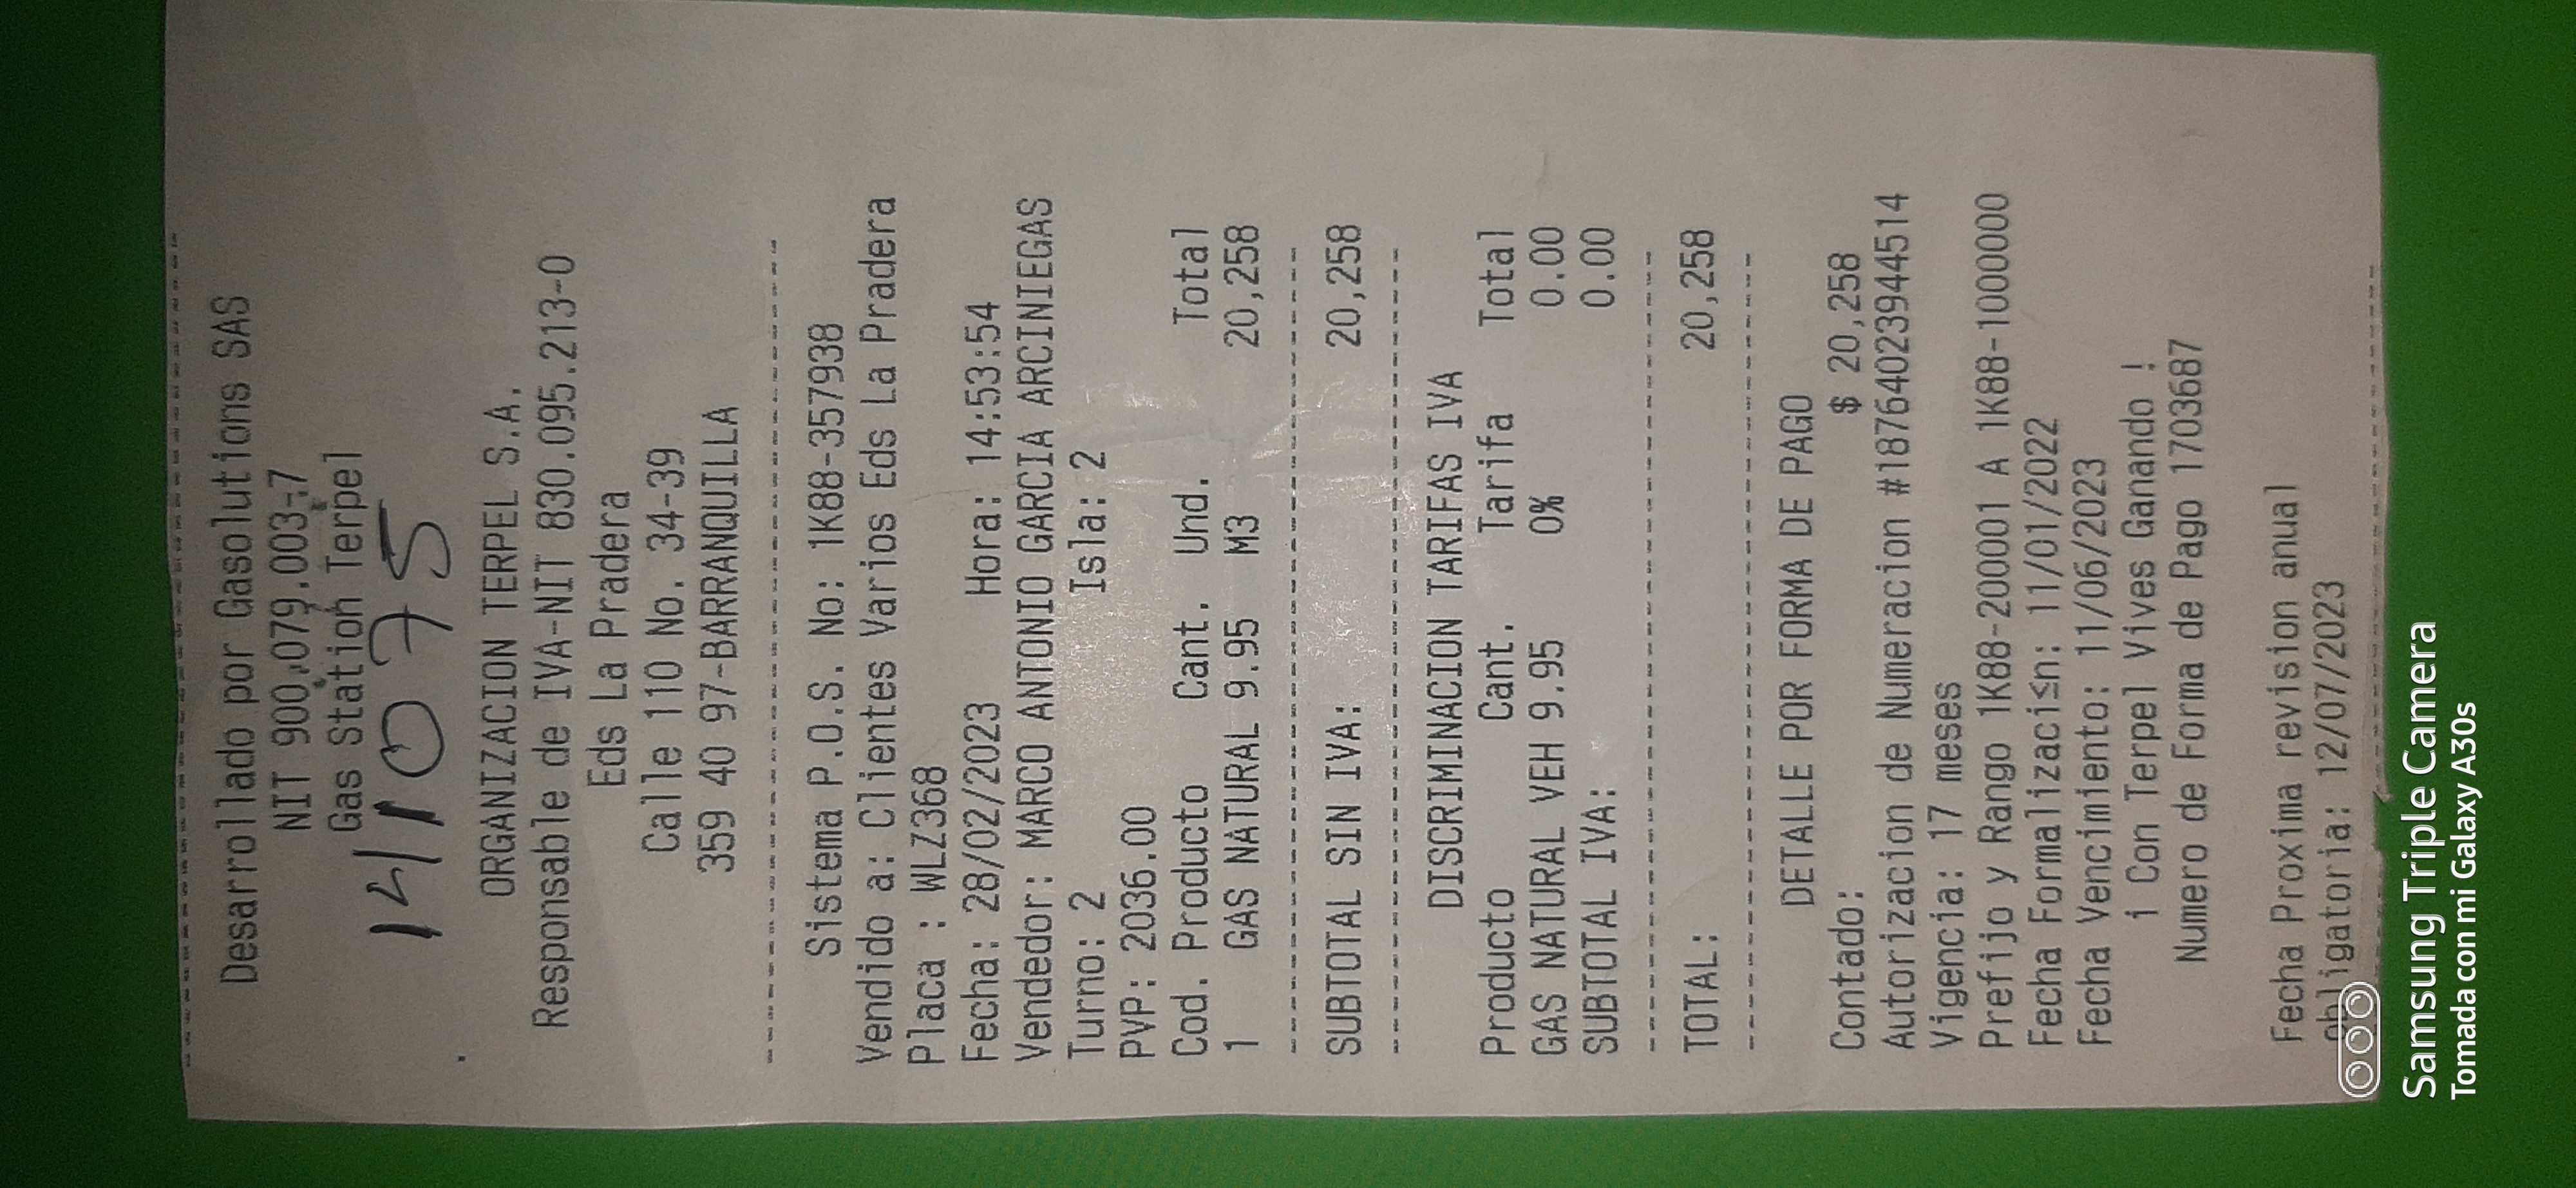 Desarrollado por Gasolutions SAS
NIT 900.079.003-7
Gas Station Terpel
141075
ORGANIZACION TERPEL S.A.
Responsable de IVA-NIT 830.095.213-0
Eds La Pradera
Calle 110 No. 34-39
359 40 97-BARRANQUILLA
Sistema P.O.S. No: 1K88-357938
Vendido a: Clientes Varios Eds La Pradera
Placa : WLZ368
Fecha: 28/02/2023 Hora: 14:53:54
Vendedor: MARCO ANTONIO GARCIA ARCINIEGAS
Turno: 2 Isla: 2
PVP: 2036.00
Cod. Producto Cant. Und. Total
1 GAS NATURAL 9.95 M3 20,258
SUBTOTAL SIN IVA: 20,258
DISCRIMINACION TARIFAS IVA
Producto Cant. Tarifa Total
GAS NATURAL VEH 9.95 0% 0.00
SUBTOTAL IVA: 0.00
TOTAL: 20,258
DETALLE POR FORMA DE PAGO
Contado: $ 20,258
Autorizacion de Numeracion #18764023944514
Vigencia: 17 meses
Prefijo y Rango 1K88-200001 A 1K88-1000000
Fecha Formalizaci≤n: 11/01/2022
Fecha Vencimiento: 11/06/2023
¡ Con Terpel Vives Ganando !
Numero de Forma de Pago 1703687
Fecha Proxima revision anual
obligatoria: 12/07/2023
Samsung Triple Camera
Tomada con mi Galaxy A30s